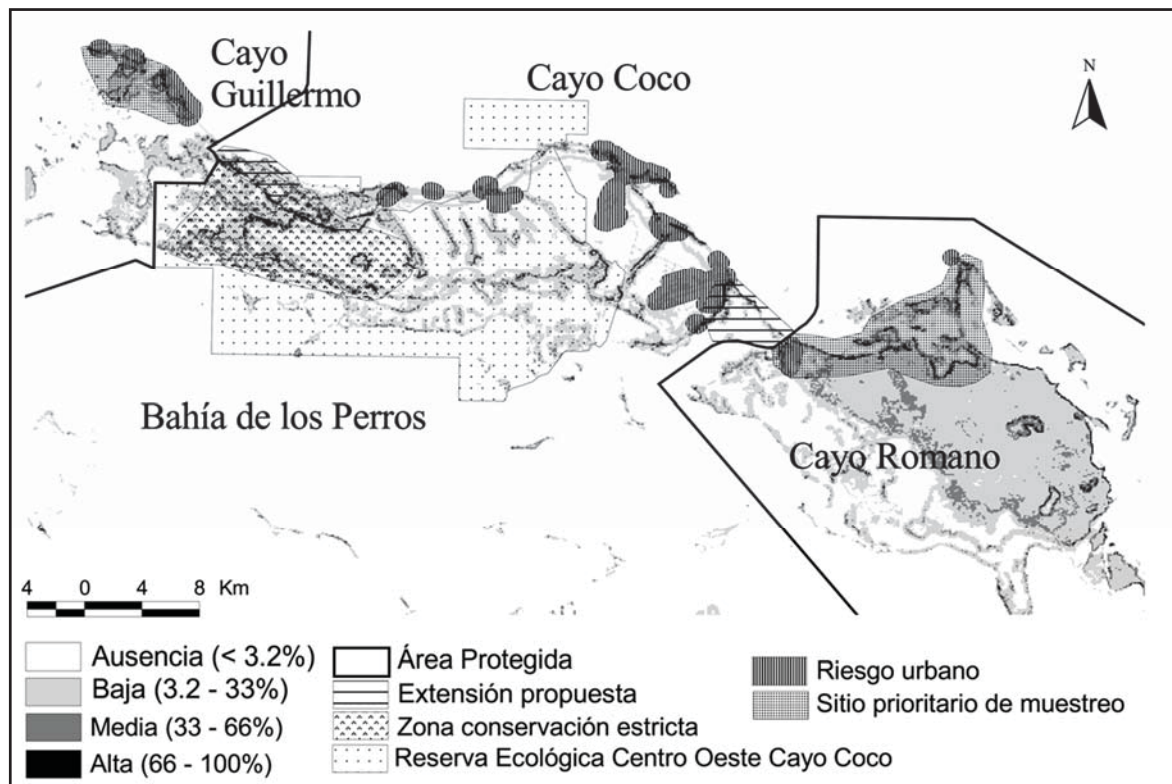 Cayo
Guillermo
Cayo Coco
N
Bahía de los Perros
Cayo Romano
4 0 4 8 Km
Ausencia (< 3.2%)
Baja (3.2 - 33%)
Media (33 - 66%)
Alta (66 - 100%)
Área Protegida
Extensión propuesta
Zona conservación estricta
Reserva Ecológica Centro Oeste Cayo Coco
Riesgo urbano
Sitio prioritario de muestreo